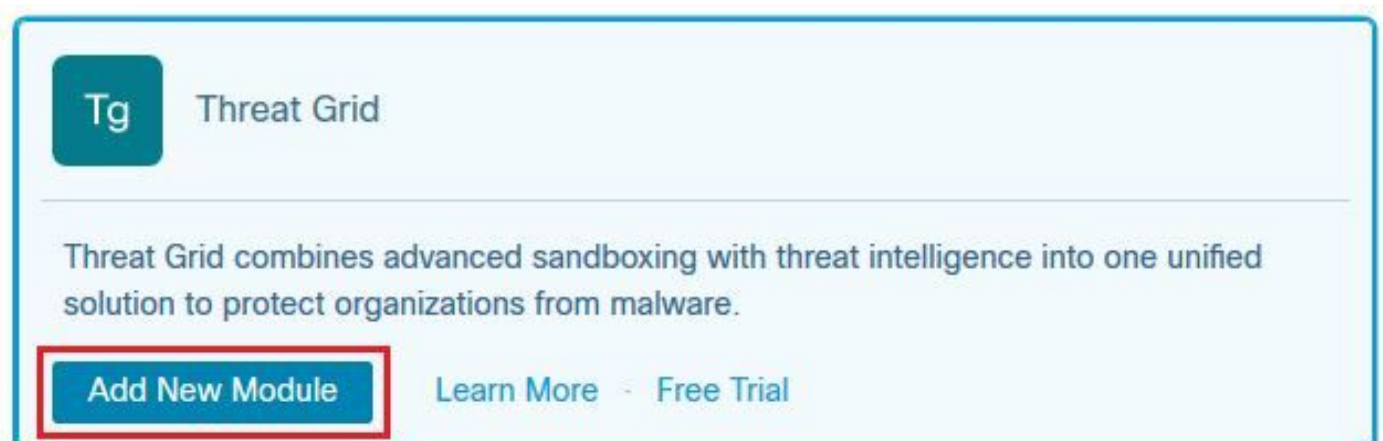 Tg
Threat Grid
Threat Grid combines advanced sandboxing with threat intelligence into one unified
solution to protect organizations from malware.
Add New Module
Learn More - Free Trial